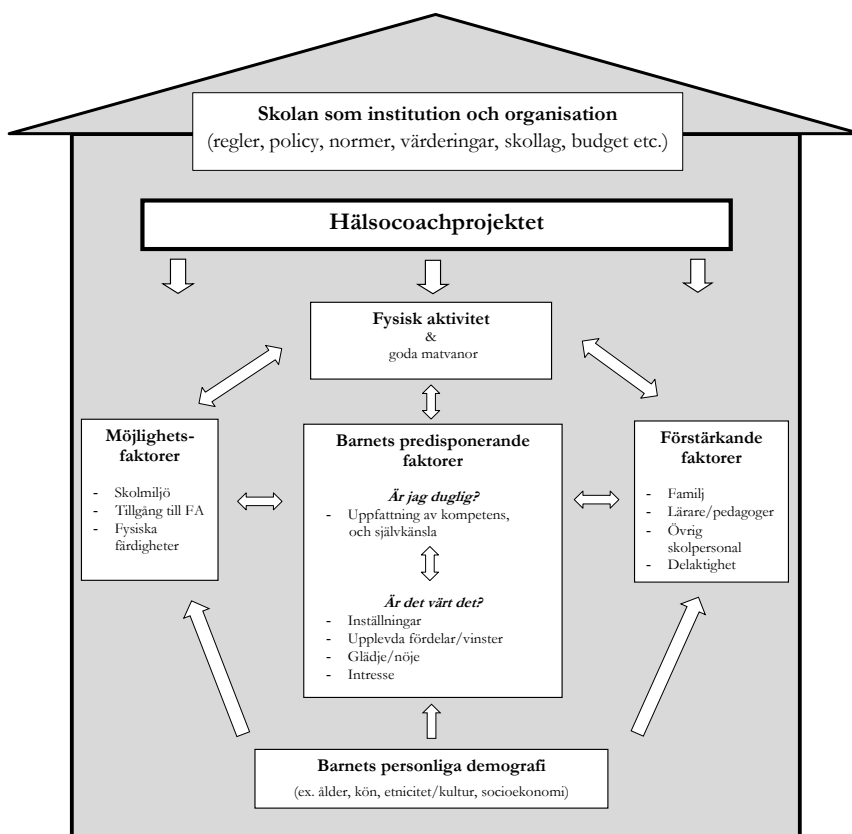 Skolan som institution och organisation
(regler, policy, normer, värderingar, skollag, budget etc.)
Hälsocoachprojektet
Fysisk aktivitet
&
goda matvanor
Möjlighets-
faktorer
- Skolmiljö
- Tillgång till FA
- Fysiska
färdigheter
Barnets predisponerande
faktorer
Är jag duglig?
- Uppfattning av kompetens,
och självkänsla
Är det värt det?
- Inställningar
- Upplevda fördelar/vinster
- Glädje/nöje
- Intresse
Förstärkande
faktorer
- Familj
- Lärare/pedagoger
- Övrig
skolpersonal
- Delaktighet
Barnets personliga demografi
(ex. ålder, kön, etnicitet/kultur, socioekonomi)